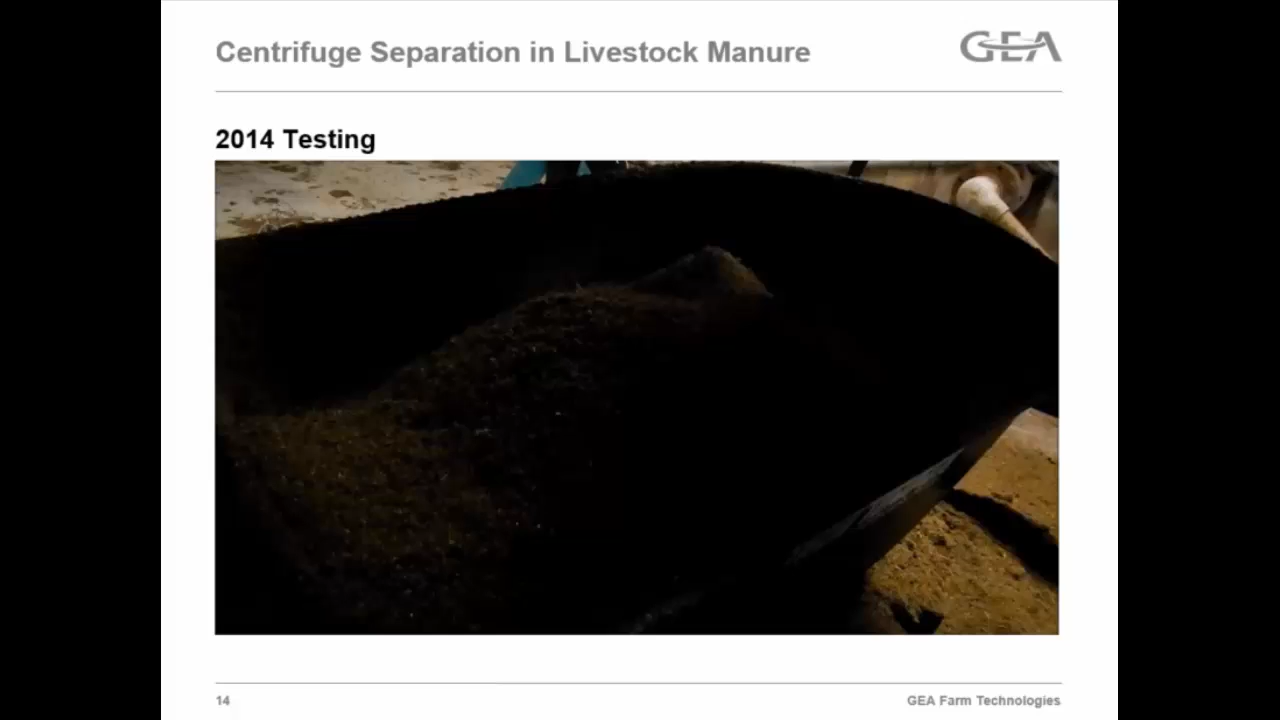 Centrifuge Separation in Livestock Manure
GEA
2014 Testing
14
GEA Farm Technologies